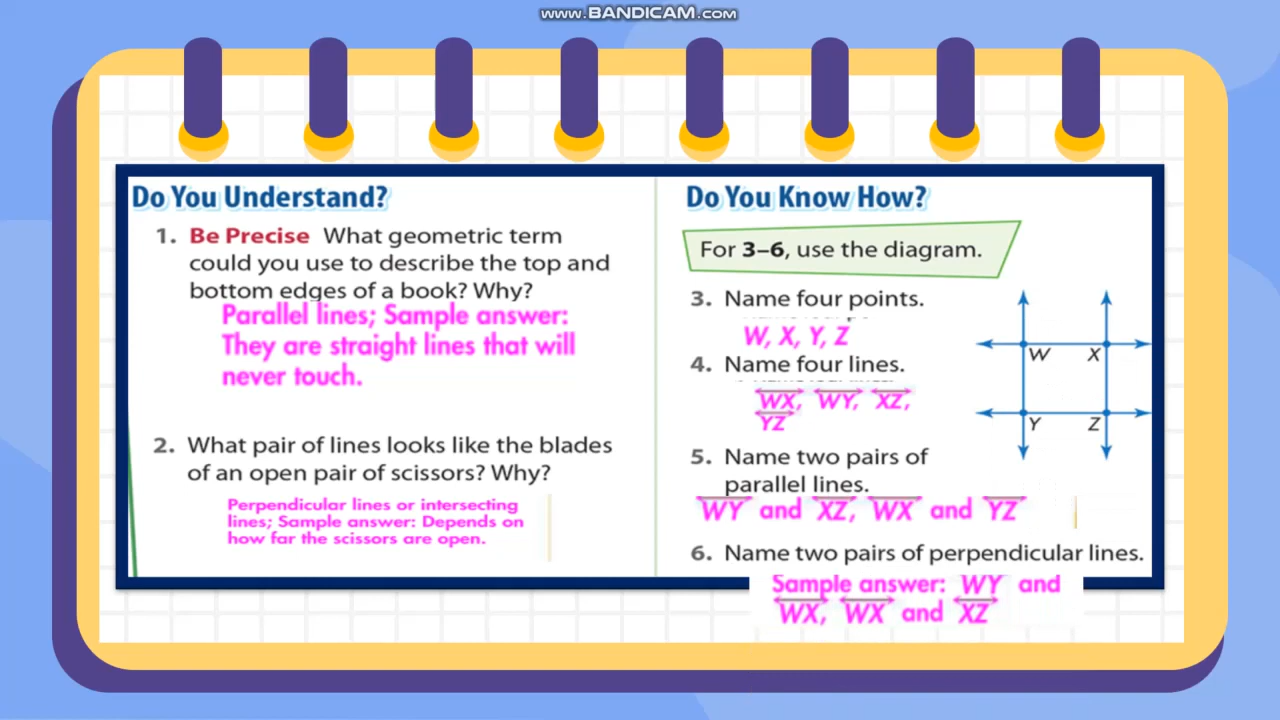 www.BANDICAM.com
Do You Understand?
1. Be Precise What geometric term
could you use to describe the top and
bottom edges of a book? Why?
Parallel lines; Sample answer:
They are straight lines that will
never touch.
2. What pair of lines looks like the blades
of an open pair of scissors? Why?
Perpendicular lines or intersecting
lines; Sample answer: Depends on
how far the scissors are open.
Do You Know How?
For 3–6, use the diagram.
3. Name four points.
W, X, Y, Z
4. Name four lines.
WX, WY, XZ,
YZ
W X
Y Z
5. Name two pairs of
parallel lines.
WY and XZ, WX and YZ
6. Name two pairs of perpendicular lines.
Sample answer: WY and
WX, WX and XZ